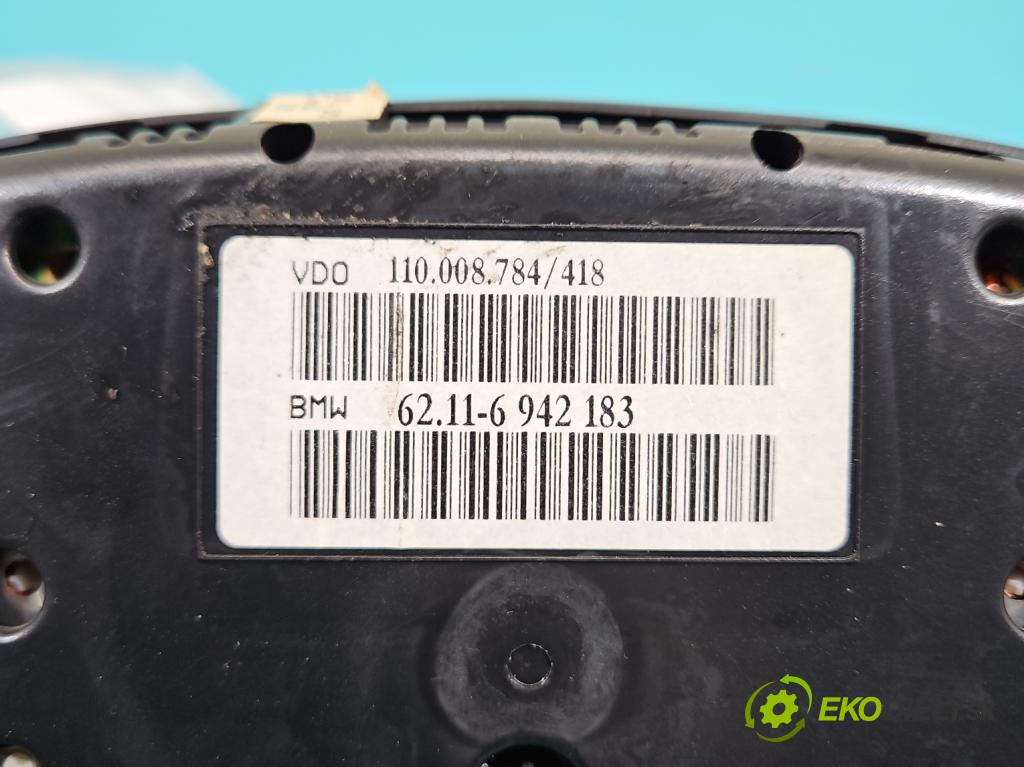 VDO 110.008.784/418
BMW 62.11-6 942 183
EKO